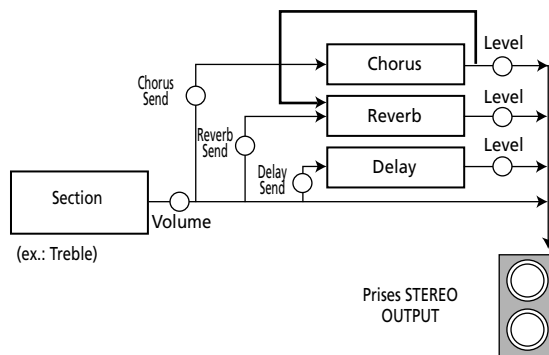 Level
Chorus
Chorus
Send
Level
Reverb
Reverb
Send
Level
Delay
Delay
Send
Section
Volume
(ex.: Treble)
Prises STEREO
OUTPUT